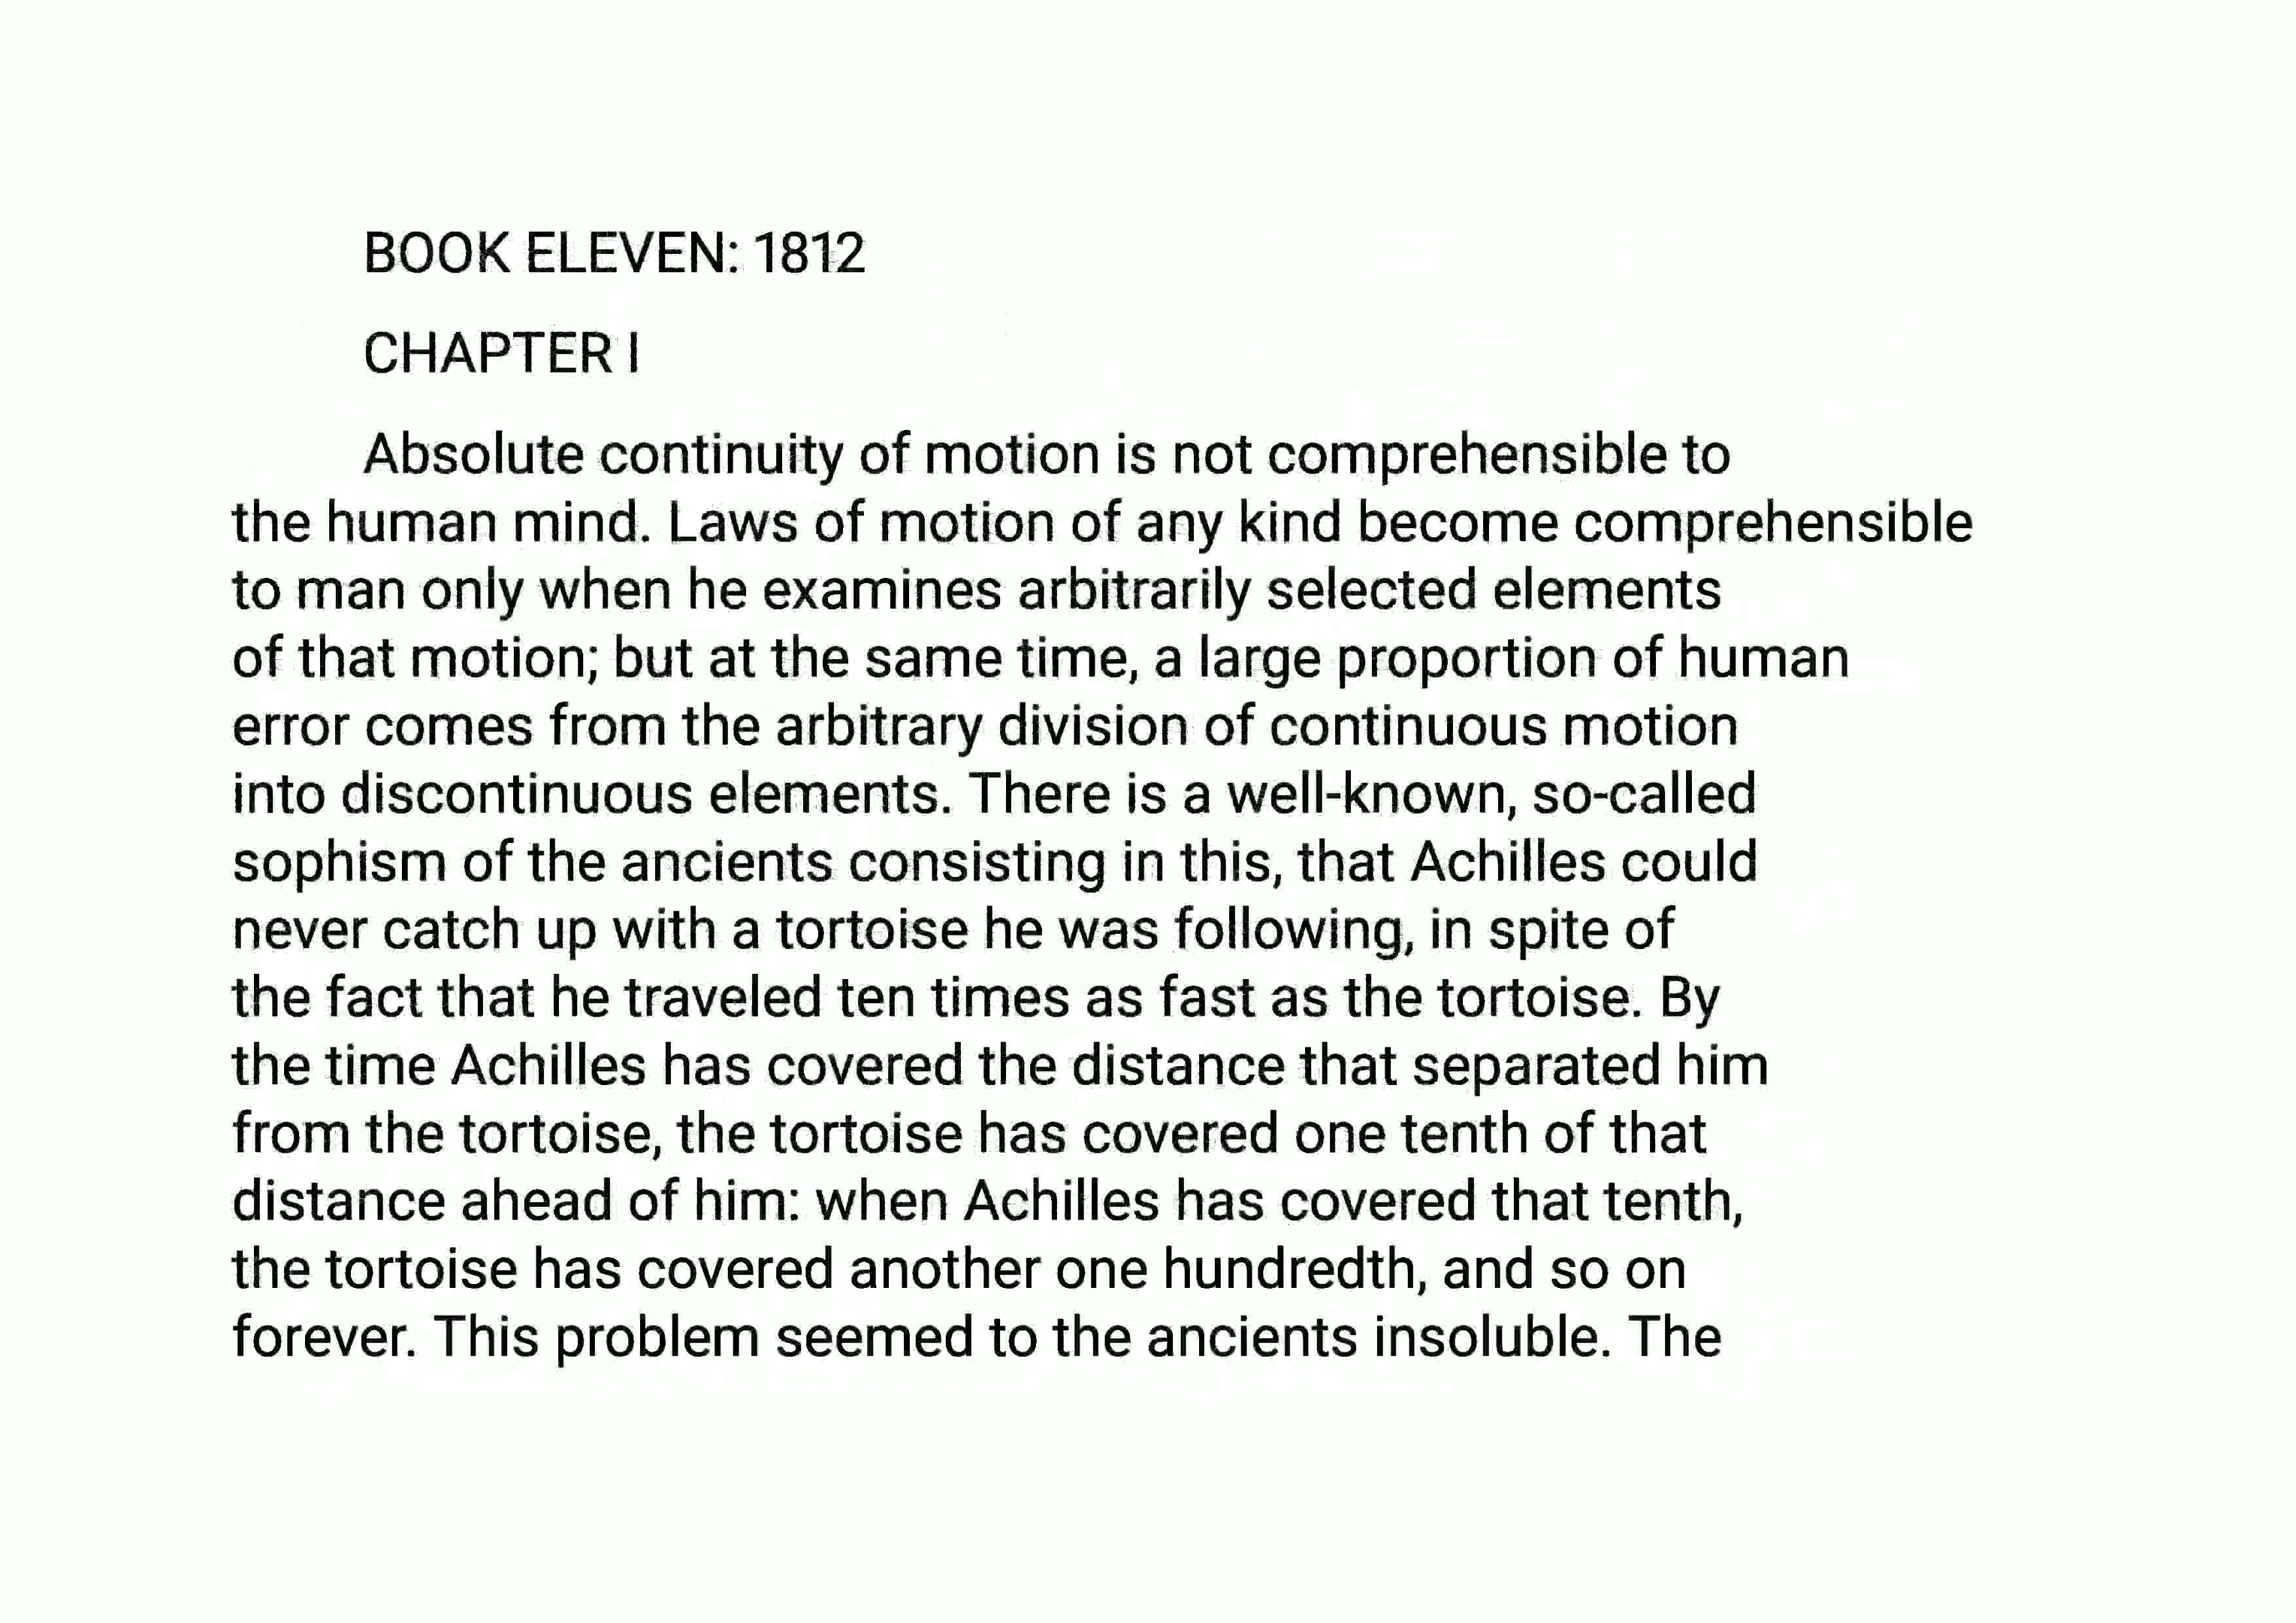 BOOK ELEVEN: 1812
CHAPTER I
Absolute continuity of motion is not comprehensible to
the human mind. Laws of motion of any kind become comprehensible
to man only when he examines arbitrarily selected elements
of that motion; but at the same time, a large proportion of human
error comes from the arbitrary division of continuous motion
into discontinuous elements. There is a well-known, so-called
sophism of the ancients consisting in this, that Achilles could
never catch up with a tortoise he was following, in spite of
the fact that he traveled ten times as fast as the tortoise. By
the time Achilles has covered the distance that separated him
from the tortoise, the tortoise has covered one tenth of that
distance ahead of him: when Achilles has covered that tenth,
the tortoise has covered another one hundredth, and so on
forever. This problem seemed to the ancients insoluble. The